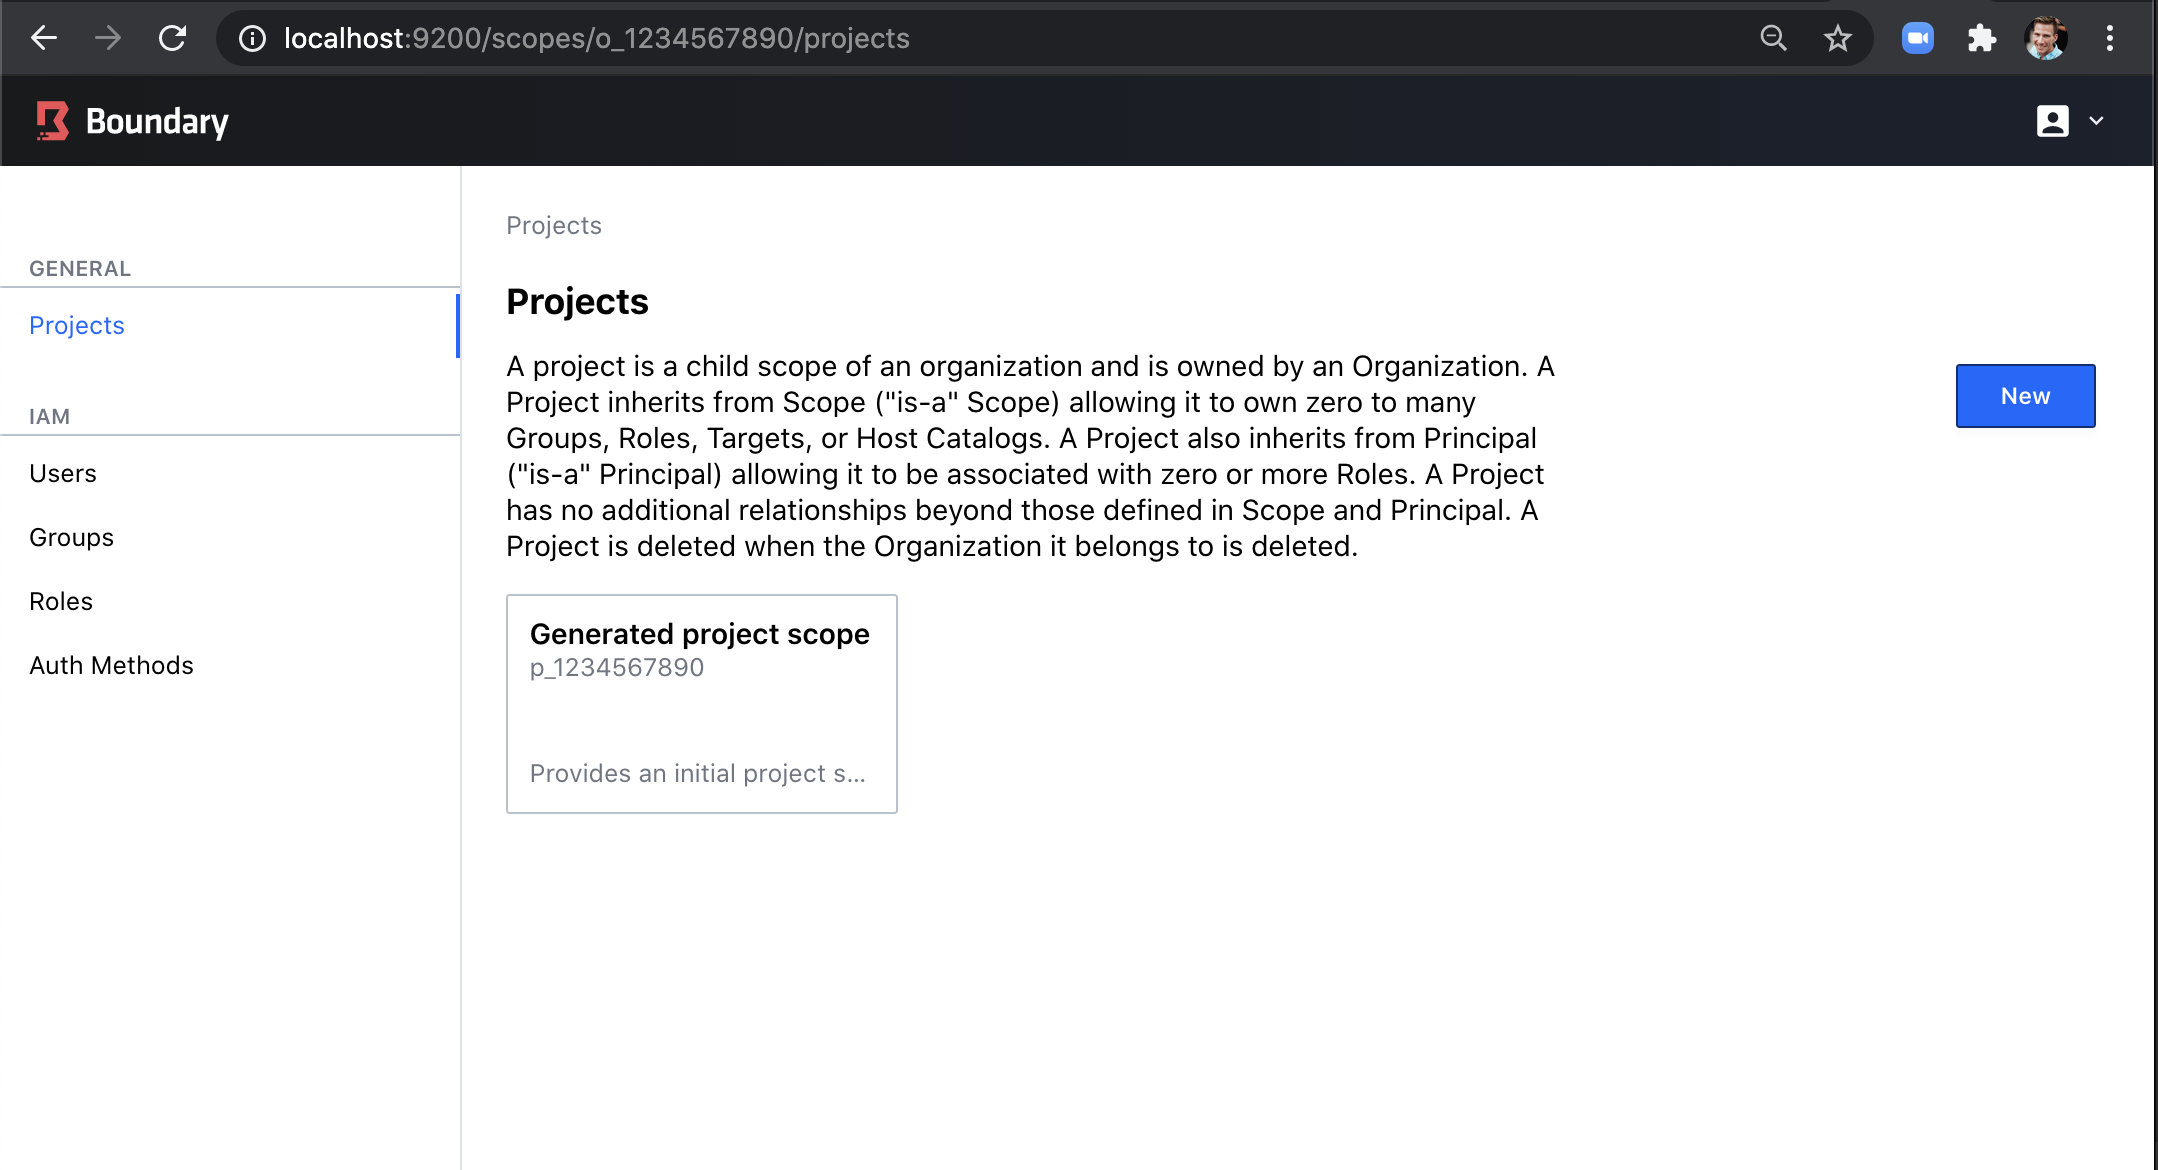 localhost:9200/scopes/o_1234567890/projects
Boundary
GENERAL
Projects
IAM
Users
Groups
Roles
Auth Methods
Projects
Projects
A project is a child scope of an organization and is owned by an Organization. A
Project inherits from Scope ("is-a" Scope) allowing it to own zero to many
Groups, Roles, Targets, or Host Catalogs. A Project also inherits from Principal
("is-a" Principal) allowing it to be associated with zero or more Roles. A Project
has no additional relationships beyond those defined in Scope and Principal. A
Project is deleted when the Organization it belongs to is deleted.
New
Generated project scope
p_1234567890
Provides an initial project s...